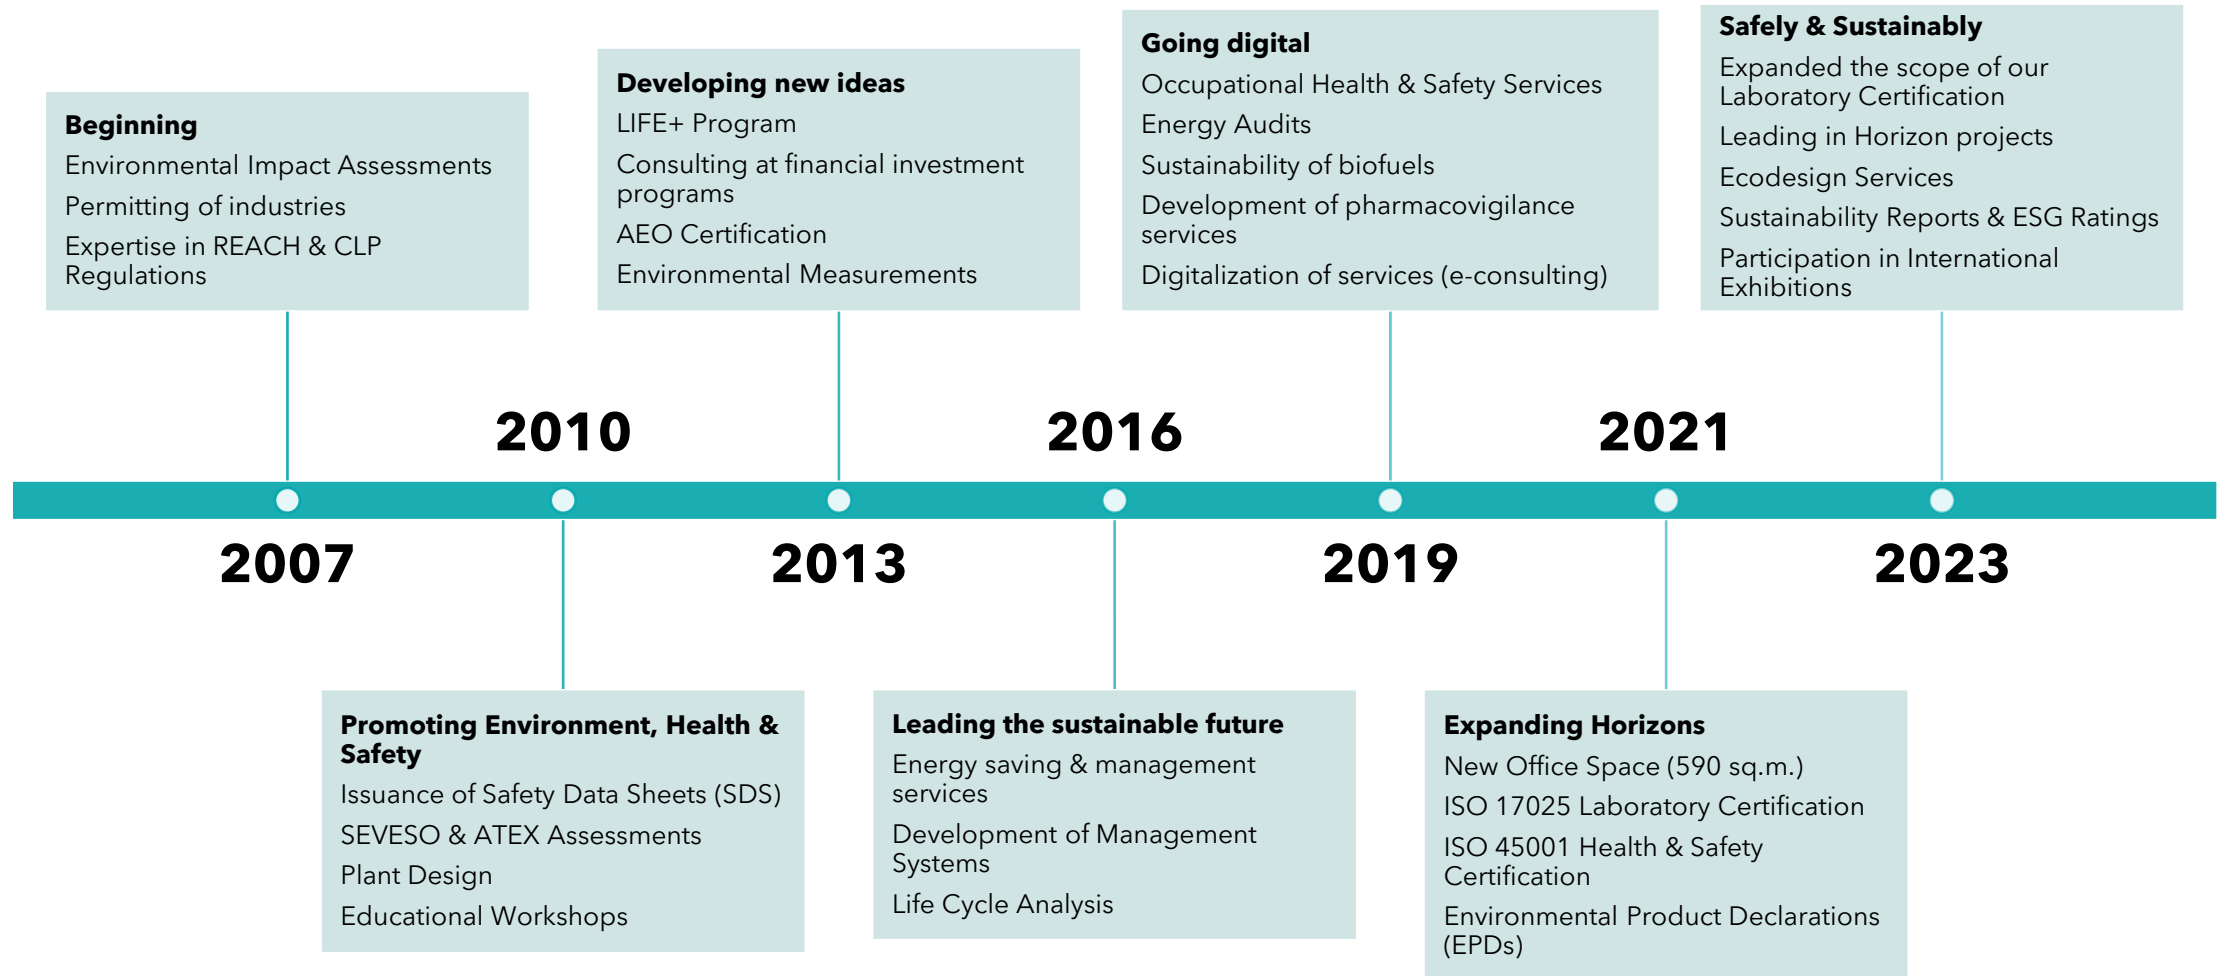 Beginning
Environmental Impact Assessments
Permitting of industries
Expertise in REACH & CLP
Regulations
2007
2010
Promoting Environment, Health &
Safety
Issuance of Safety Data Sheets (SDS)
SEVESO & ATEX Assessments
Plant Design
Educational Workshops
Developing new ideas
LIFE+ Program
Consulting at financial investment
programs
AEO Certification
Environmental Measurements
2013
2016
Leading the sustainable future
Energy saving & management
services
Development of Management
Systems
Life Cycle Analysis
Going digital
Occupational Health & Safety Services
Energy Audits
Sustainability of biofuels
Development of pharmacovigilance
services
Digitalization of services (e-consulting)
2019
2021
Expanding Horizons
New Office Space (590 sq.m.)
ISO 17025 Laboratory Certification
ISO 45001 Health & Safety
Certification
Environmental Product Declarations
(EPDs)
Safely & Sustainably
Expanded the scope of our
Laboratory Certification
Leading in Horizon projects
Ecodesign Services
Sustainability Reports & ESG Ratings
Participation in International
Exhibitions
2023